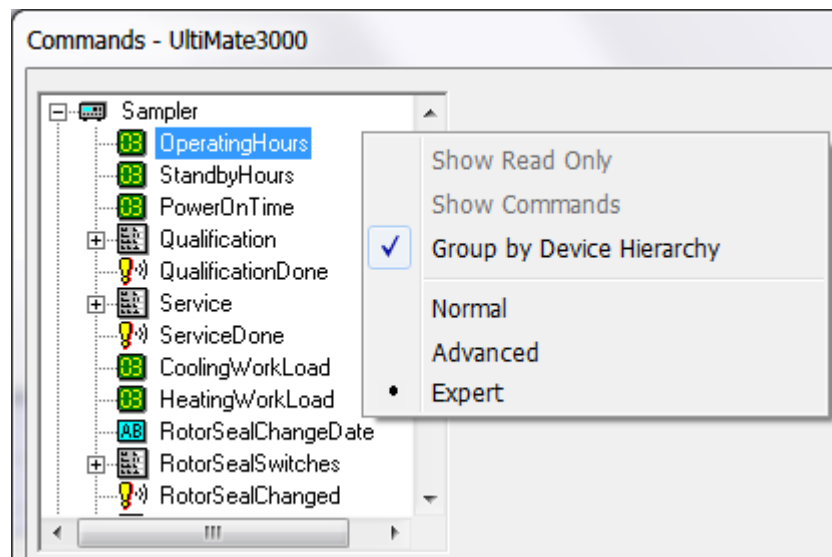 Commands - UltiMate3000
Sampler
OperatingHours
StandbyHours
PowerOnTime
Qualification
QualificationDone
Service
ServiceDone
CoolingWorkLoad
HeatingWorkLoad
AB RotorSealChangeDate
RotorSealSwitches
RotorSealChanged
Show Read Only
Show Commands
Group by Device Hierarchy
Normal
Advanced
Expert